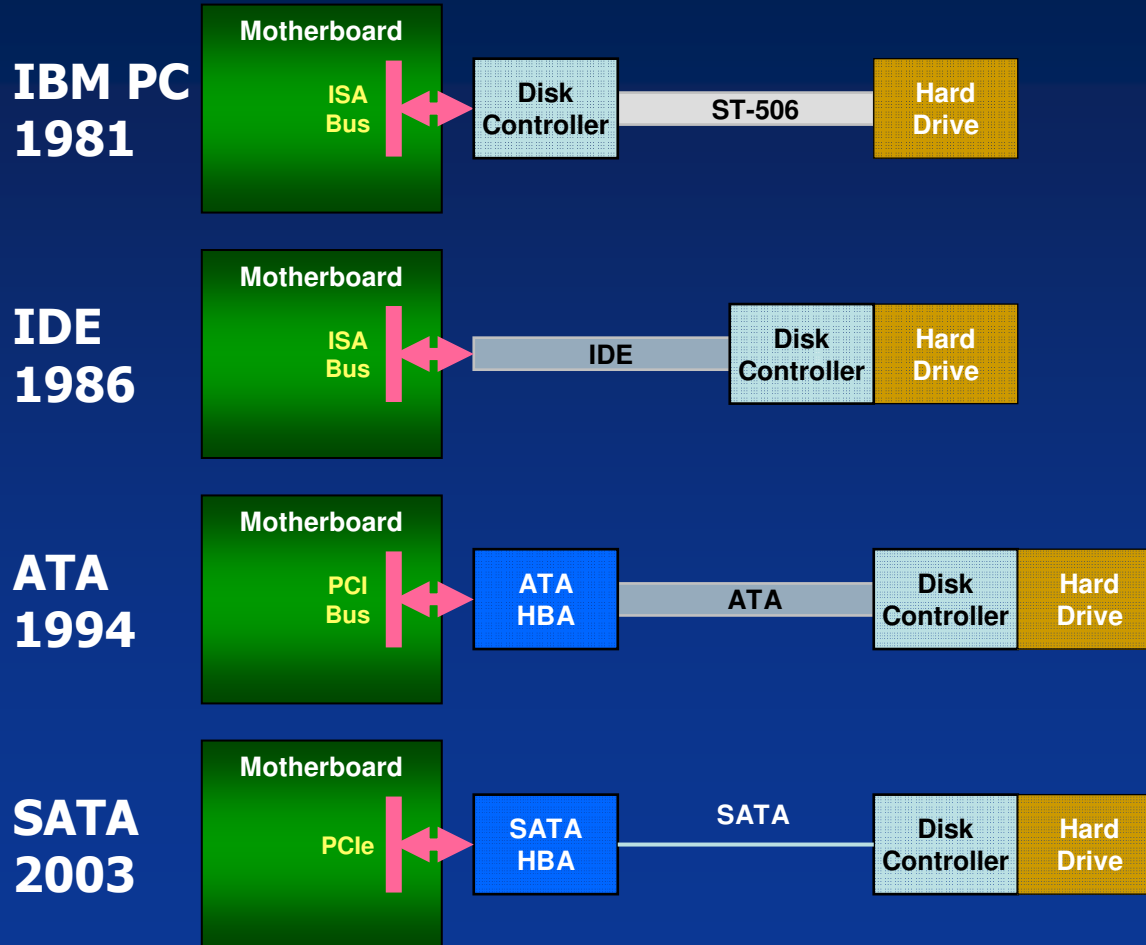 IBM PC
1981
Motherboard
ISA
Bus
Disk
Controller
ST-506
Hard
Drive
IDE
1986
Motherboard
ISA
Bus
IDE
Disk
Controller
Hard
Drive
ATA
1994
Motherboard
PCI
Bus
ATA
HBA
ATA
Disk
Controller
Hard
Drive
SATA
2003
Motherboard
PCIe
SATA
HBA
SATA
Disk
Controller
Hard
Drive